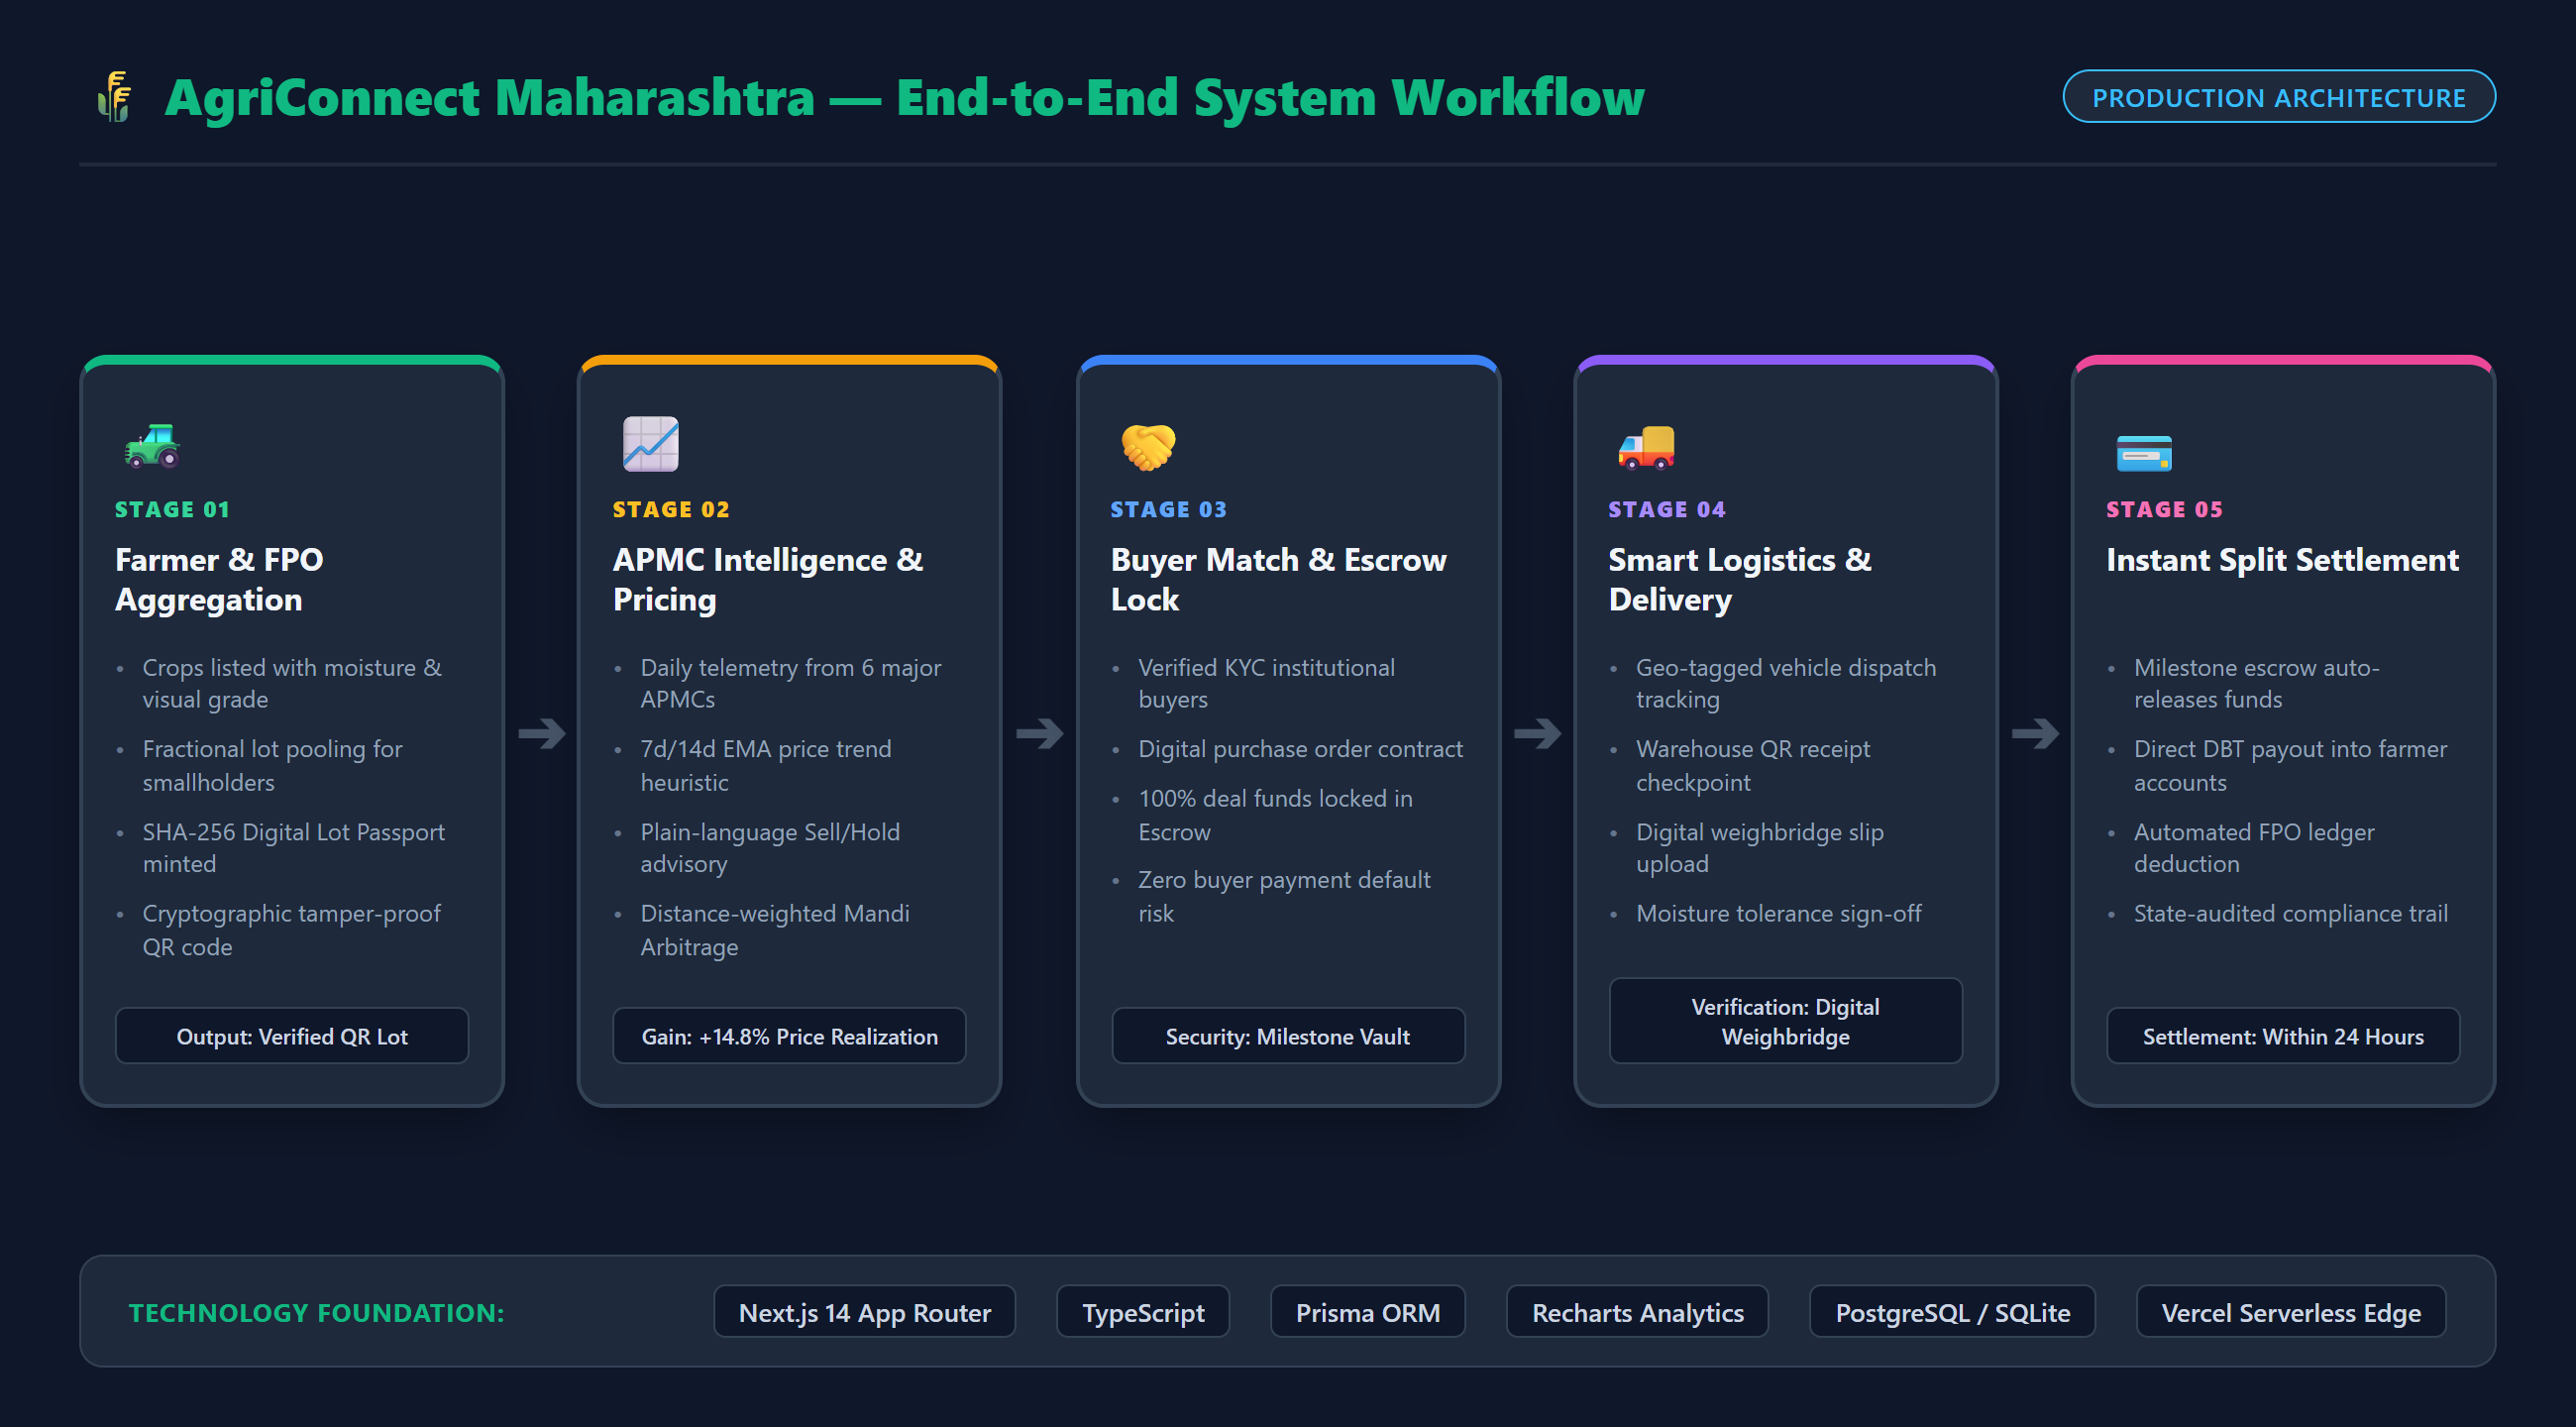 AgriConnect Maharashtra — End-to-End System Workflow
PRODUCTION ARCHITECTURE
STAGE 01
Farmer & FPO
Aggregation
• Crops listed with moisture &
visual grade
• Fractional lot pooling for
smallholders
• SHA-256 Digital Lot Passport
minted
• Cryptographic tamper-proof
QR code
Output: Verified QR Lot
STAGE 02
APMC Intelligence &
Pricing
• Daily telemetry from 6 major
APMCs
• 7d/14d EMA price trend
heuristic
• Plain-language Sell/Hold
advisory
• Distance-weighted Mandi
Arbitrage
Gain: +14.8% Price Realization
STAGE 03
Buyer Match & Escrow
Lock
• Verified KYC institutional
buyers
• Digital purchase order contract
• 100% deal funds locked in
Escrow
• Zero buyer payment default
risk
Security: Milestone Vault
STAGE 04
Smart Logistics &
Delivery
• Geo-tagged vehicle dispatch
tracking
• Warehouse QR receipt
checkpoint
• Digital weighbridge slip
upload
• Moisture tolerance sign-off
Verification: Digital
Weighbridge
STAGE 05
Instant Split Settlement
• Milestone escrow auto-
releases funds
• Direct DBT payout into farmer
accounts
• Automated FPO ledger
deduction
• State-audited compliance trail
Settlement: Within 24 Hours
TECHNOLOGY FOUNDATION:
Next.js 14 App Router
TypeScript
Prisma ORM
Recharts Analytics
PostgreSQL / SQLite
Vercel Serverless Edge